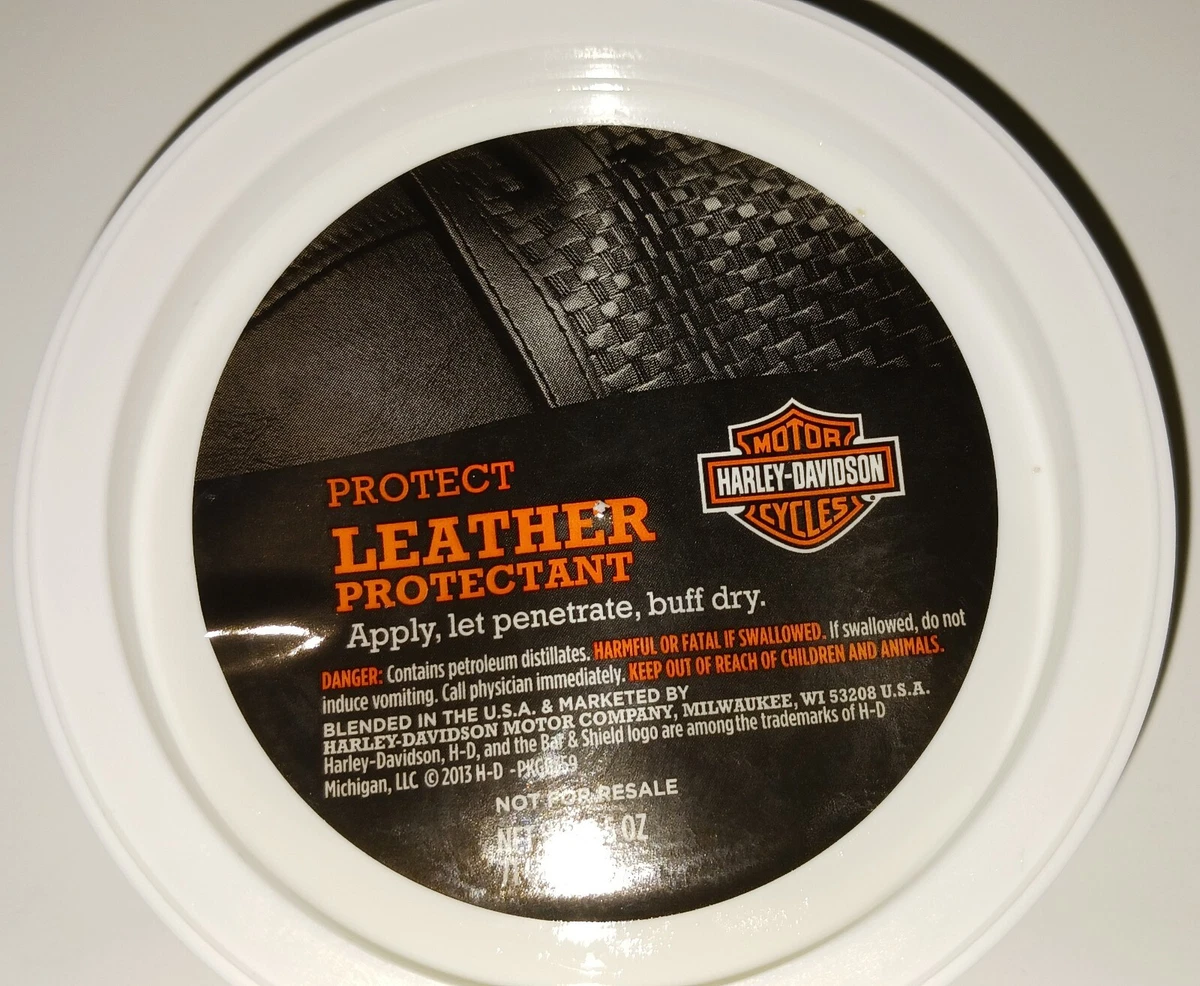 MOTOR
HARLEY-DAVIDSON
CYCLES
PROTECT
LEATHER
PROTECTANT
Apply, let penetrate, buff dry.
DANGER: Contains petroleum distillates. HARMFUL OR FATAL IF SWALLOWED. If swallowed, do not
induce vomiting. Call physician immediately. KEEP OUT OF REACH OF CHILDREN AND ANIMALS.
BLENDED IN THE U.S.A. & MARKETED BY
HARLEY-DAVIDSON MOTOR COMPANY, MILWAUKEE, WI 53208 U.S.A.
Harley-Davidson, H-D, and the Bar & Shield logo are among the trademarks of H-D
Michigan, LLC © 2013 H-D
NOT FOR RESALE
NET OZ